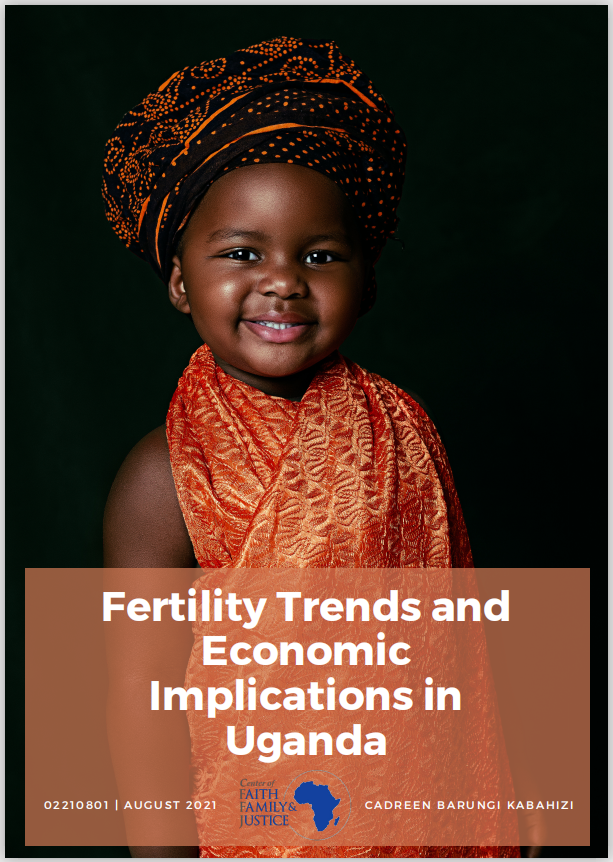 Fertility Trends and
Economic
Implications in
Uganda
02210801 | AUGUST 2021
Center of
FAITH
FAMILY&
JUSTICE
CADREEN BARUNGI KABAHIZI